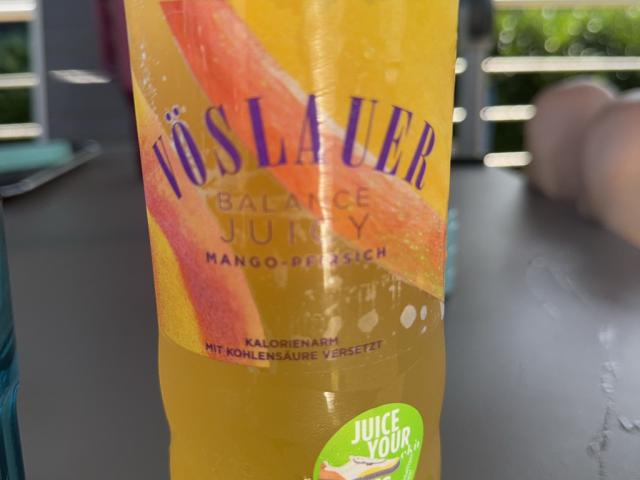 VÖSLAUER
BALANCE
JUICY
MANGO-PFIRSICH
KALORIENARM
MIT KOHLENSÄURE VERSETZT
JUICE
YOUR